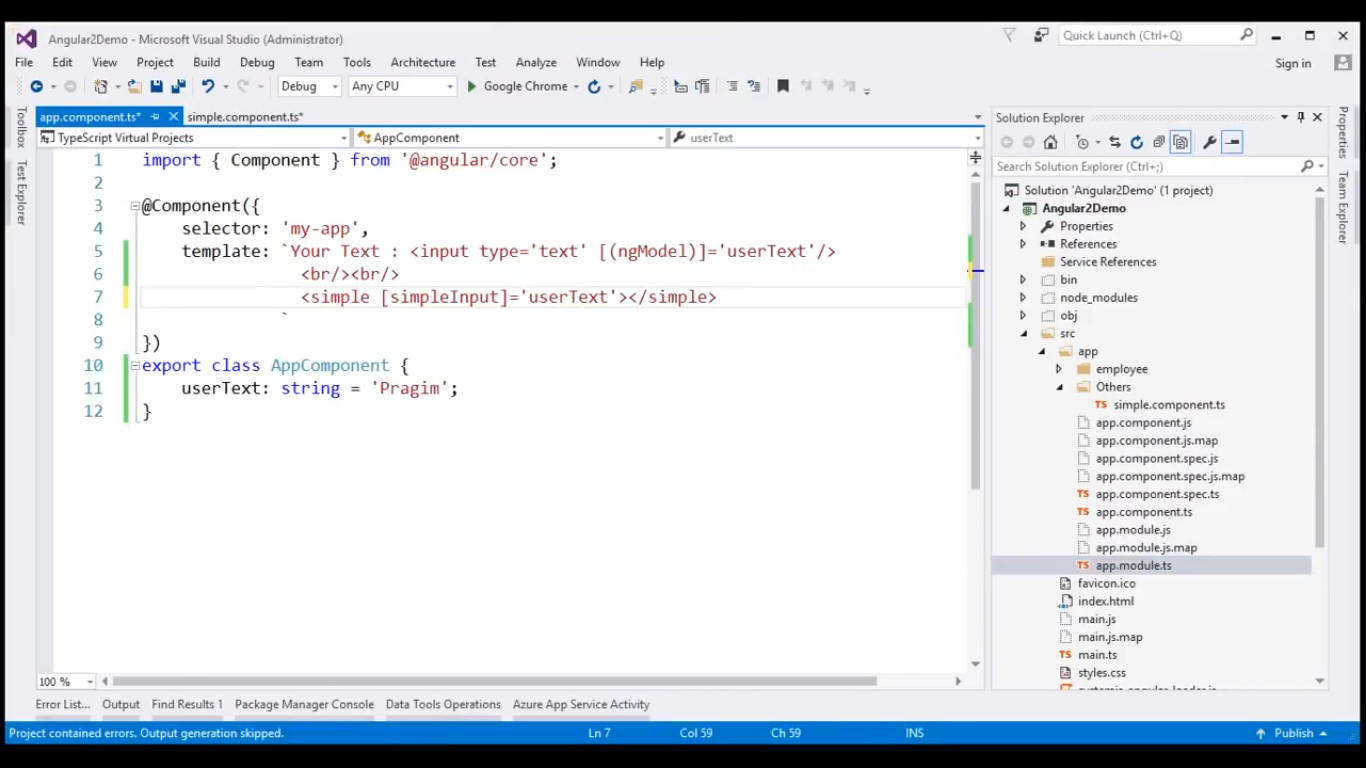 Angular2Demo - Microsoft Visual Studio (Administrator)
Quick Launch (Ctrl+Q)
File Edit View Project Build Debug Team Tools Architecture Test Analyze Window Help
Sign in
Debug Any CPU Google Chrome
Toolbox
Test Explorer
app.component.ts*
simple.component.ts*
TypeScript Virtual Projects
AppComponent
userText
1 import { Component } from '@angular/core';
2
3 @Component({
4 selector: 'my-app',
5 template: `Your Text : <input type='text' [(ngModel)]='userText'/>
6 <br/><br/>
7 <simple [simpleInput]='userText'></simple>
8 `
9 })
10 export class AppComponent {
11 userText: string = 'Pragim';
12 }
100 %
Solution Explorer
Search Solution Explorer (Ctrl+;)
Solution 'Angular2Demo' (1 project)
Angular2Demo
Properties
References
Service References
bin
node_modules
obj
src
app
employee
Others
TS simple.component.ts
app.component.js
app.component.js.map
app.component.spec.js
app.component.spec.js.map
TS app.component.spec.ts
TS app.component.ts
app.module.js
app.module.js.map
TS app.module.ts
favicon.ico
index.html
main.js
main.js.map
TS main.ts
styles.css
Properties
Team Explorer
Error List... Output Find Results 1 Package Manager Console Data Tools Operations Azure App Service Activity
Project contained errors. Output generation skipped.
Ln 7 Col 59 Ch 59 INS
Publish